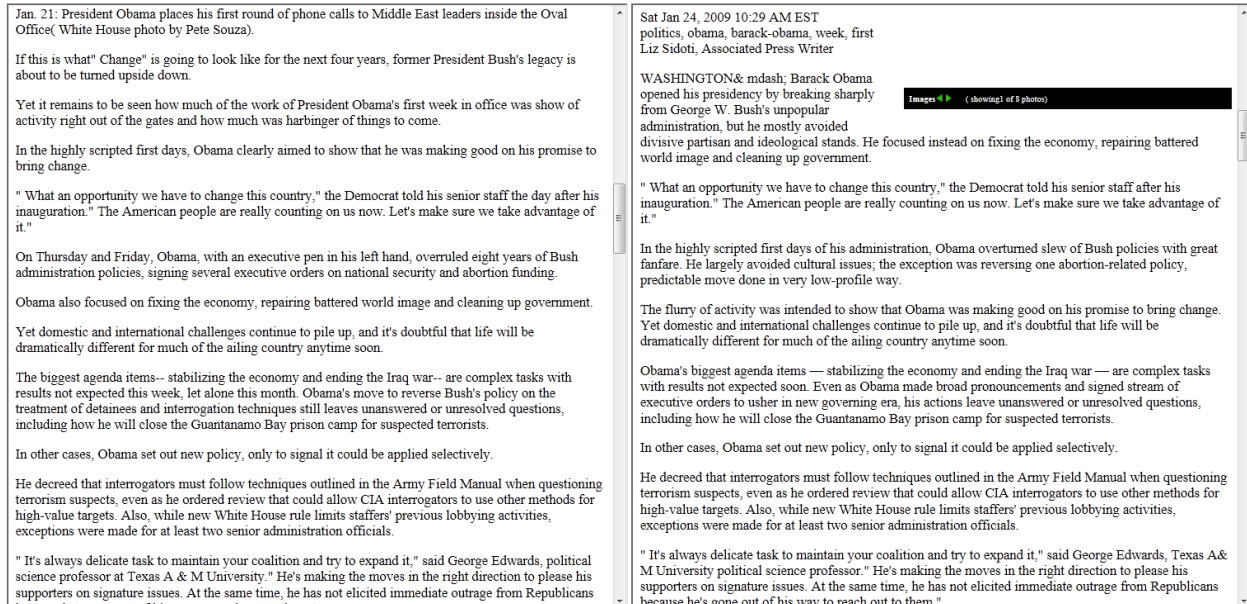 Jan. 21: President Obama places his first round of phone calls to Middle East leaders inside the Oval
Office( White House photo by Pete Souza).
If this is what" Change" is going to look like for the next four years, former President Bush's legacy is
about to be turned upside down.
Yet it remains to be seen how much of the work of President Obama's first week in office was show of
activity right out of the gates and how much was harbinger of things to come.
In the highly scripted first days, Obama clearly aimed to show that he was making good on his promise to
bring change.
" What an opportunity we have to change this country," the Democrat told his senior staff the day after his
inauguration." The American people are really counting on us now. Let's make sure we take advantage of
it."
On Thursday and Friday, Obama, with an executive pen in his left hand, overruled eight years of Bush
administration policies, signing several executive orders on national security and abortion funding.
Obama also focused on fixing the economy, repairing battered world image and cleaning up government.
Yet domestic and international challenges continue to pile up, and it's doubtful that life will be
dramatically different for much of the ailing country anytime soon.
The biggest agenda items-- stabilizing the economy and ending the Iraq war-- are complex tasks with
results not expected this week, let alone this month. Obama's move to reverse Bush's policy on the
treatment of detainees and interrogation techniques still leaves unanswered or unresolved questions,
including how he will close the Guantanamo Bay prison camp for suspected terrorists.
In other cases, Obama set out new policy, only to signal it could be applied selectively.
He decreed that interrogators must follow techniques outlined in the Army Field Manual when questioning
terrorism suspects, even as he ordered review that could allow CIA interrogators to use other methods for
high-value targets. Also, while new White House rule limits staffers' previous lobbying activities,
exceptions were made for at least two senior administration officials.
" It's always delicate task to maintain your coalition and try to expand it," said George Edwards, political
science professor at Texas A & M University." He's making the moves in the right direction to please his
supporters on signature issues. At the same time, he has not elicited immediate outrage from Republicans
Sat Jan 24, 2009 10:29 AM EST
politics, obama, barack-obama, week, first
Liz Sidoti, Associated Press Writer
WASHINGTON& mdash; Barack Obama
opened his presidency by breaking sharply
from George W. Bush's unpopular
administration, but he mostly avoided
divisive partisan and ideological stands. He focused instead on fixing the economy, repairing battered
world image and cleaning up government.
Images ( showing1 of 8 photos)
" What an opportunity we have to change this country," the Democrat told his senior staff after his
inauguration." The American people are really counting on us now. Let's make sure we take advantage of
it."
In the highly scripted first days of his administration, Obama overturned slew of Bush policies with great
fanfare. He largely avoided cultural issues; the exception was reversing one abortion-related policy,
predictable move done in very low-profile way.
The flurry of activity was intended to show that Obama was making good on his promise to bring change.
Yet domestic and international challenges continue to pile up, and it's doubtful that life will be
dramatically different for much of the ailing country anytime soon.
Obama's biggest agenda items — stabilizing the economy and ending the Iraq war — are complex tasks
with results not expected soon. Even as Obama made broad pronouncements and signed stream of
executive orders to usher in new governing era, his actions leave unanswered or unresolved questions,
including how he will close the Guantanamo Bay prison camp for suspected terrorists.
In other cases, Obama set out new policy, only to signal it could be applied selectively.
He decreed that interrogators must follow techniques outlined in the Army Field Manual when questioning
terrorism suspects, even as he ordered review that could allow CIA interrogators to use other methods for
high-value targets. Also, while new White House rule limits staffers' previous lobbying activities,
exceptions were made for at least two senior administration officials.
" It's always delicate task to maintain your coalition and try to expand it," said George Edwards, Texas A&
M University political science professor." He's making the moves in the right direction to please his
supporters on signature issues. At the same time, he has not elicited immediate outrage from Republicans
because he's gone out of his way to reach out to them."